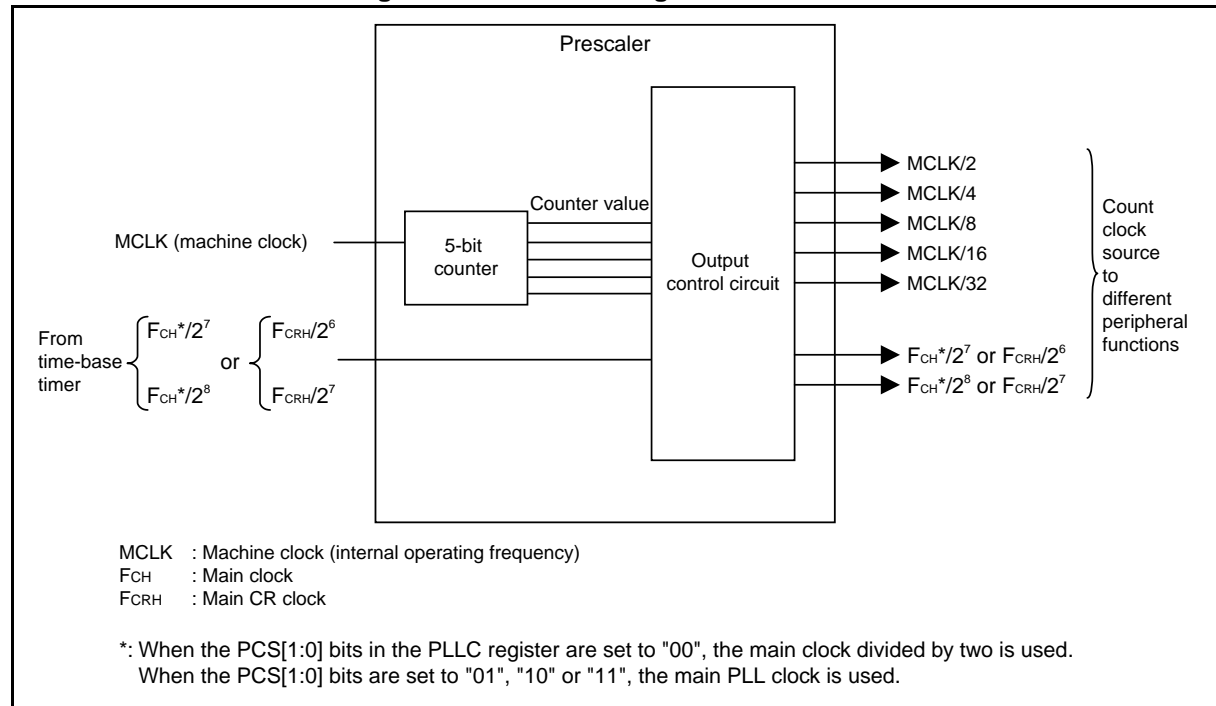 Prescaler
MCLK (machine clock)
5-bit
counter
Counter value
Output
control circuit
MCLK/2
MCLK/4
MCLK/8
MCLK/16
MCLK/32
Count
clock
source
to
different
peripheral
functions
From
time-base
timer
FCH*/2⁷
FCH*/2⁸
or
FCRH/2⁶
FCRH/2⁷
FCH*/2⁷ or FCRH/2⁶
FCH*/2⁸ or FCRH/2⁷
MCLK : Machine clock (internal operating frequency)
FCH : Main clock
FCRH : Main CR clock
*: When the PCS[1:0] bits in the PLLC register are set to "00", the main clock divided by two is used.
When the PCS[1:0] bits are set to "01", "10" or "11", the main PLL clock is used.